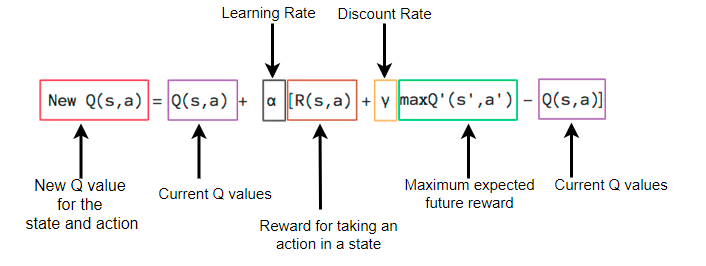 Learning Rate Discount Rate
New Q(s,a) = Q(s,a) + α [R(s,a) + γ maxQ'(s',a') − Q(s,a)]
New Q value
for the
state and action
Current Q values
Reward for taking an
action in a state
Maximum expected
future reward
Current Q values